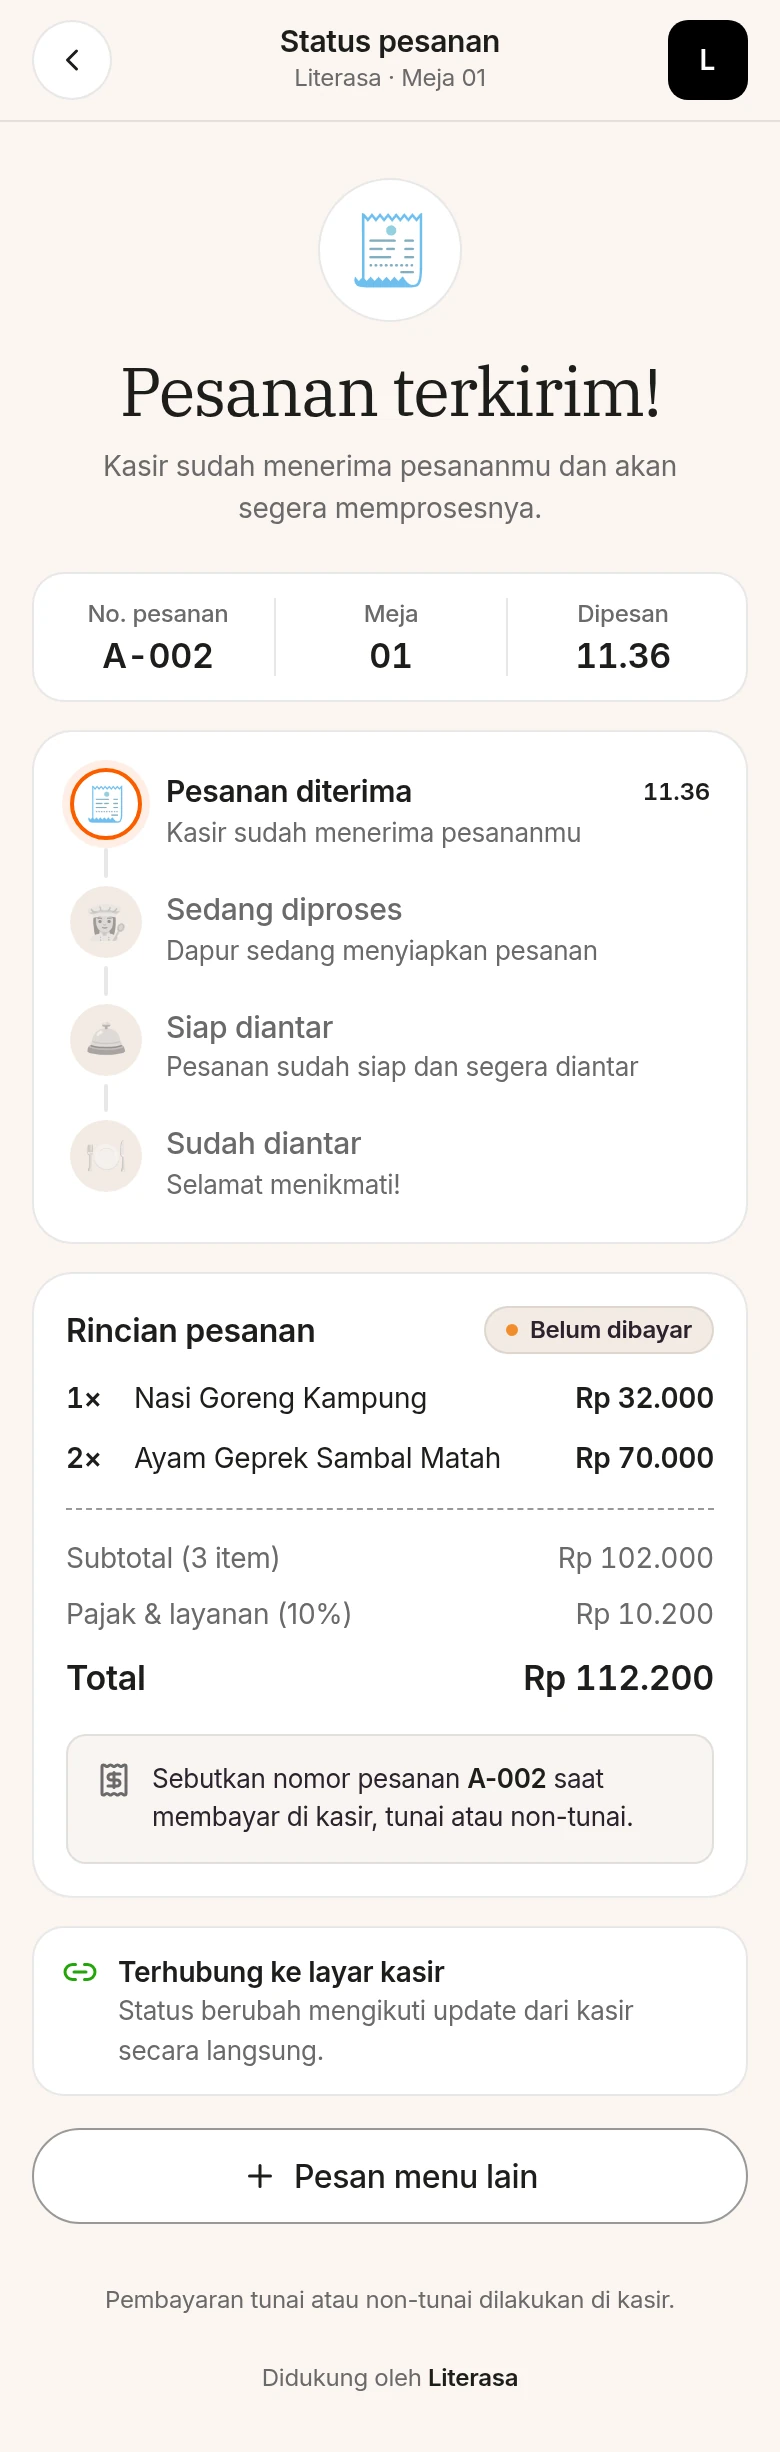 Status pesanan
Literasa · Meja 01
L
Pesanan terkirim!
Kasir sudah menerima pesananmu dan akan
segera memprosesnya.
No. pesanan
A-002
Meja
01
Dipesan
11.36
Pesanan diterima 11.36
Kasir sudah menerima pesananmu
Sedang diproses
Dapur sedang menyiapkan pesanan
Siap diantar
Pesanan sudah siap dan segera diantar
Sudah diantar
Selamat menikmati!
Rincian pesanan Belum dibayar
1× Nasi Goreng Kampung Rp 32.000
2× Ayam Geprek Sambal Matah Rp 70.000
Subtotal (3 item) Rp 102.000
Pajak & layanan (10%) Rp 10.200
Total Rp 112.200
Sebutkan nomor pesanan A-002 saat
membayar di kasir, tunai atau non-tunai.
Terhubung ke layar kasir
Status berubah mengikuti update dari kasir
secara langsung.
+ Pesan menu lain
Pembayaran tunai atau non-tunai dilakukan di kasir.
Didukung oleh Literasa